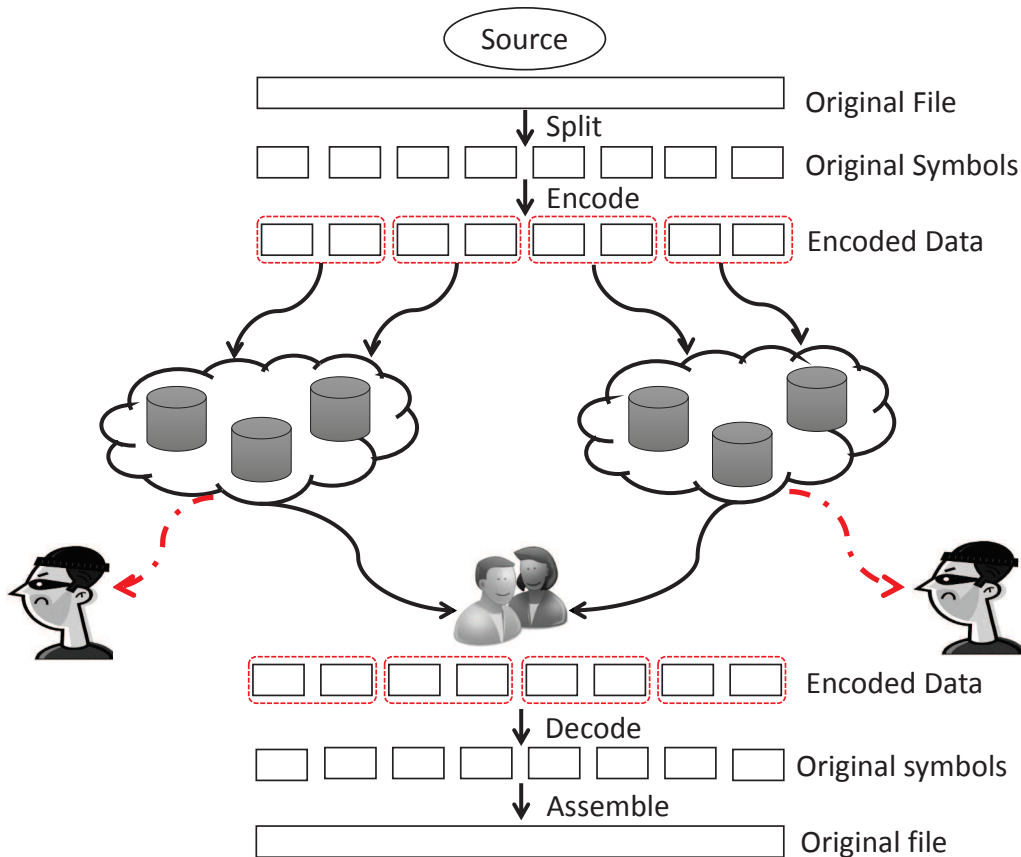 Source
Original File
Split
Original Symbols
Encode
Encoded Data
Encoded Data
Decode
Original symbols
Assemble
Original file